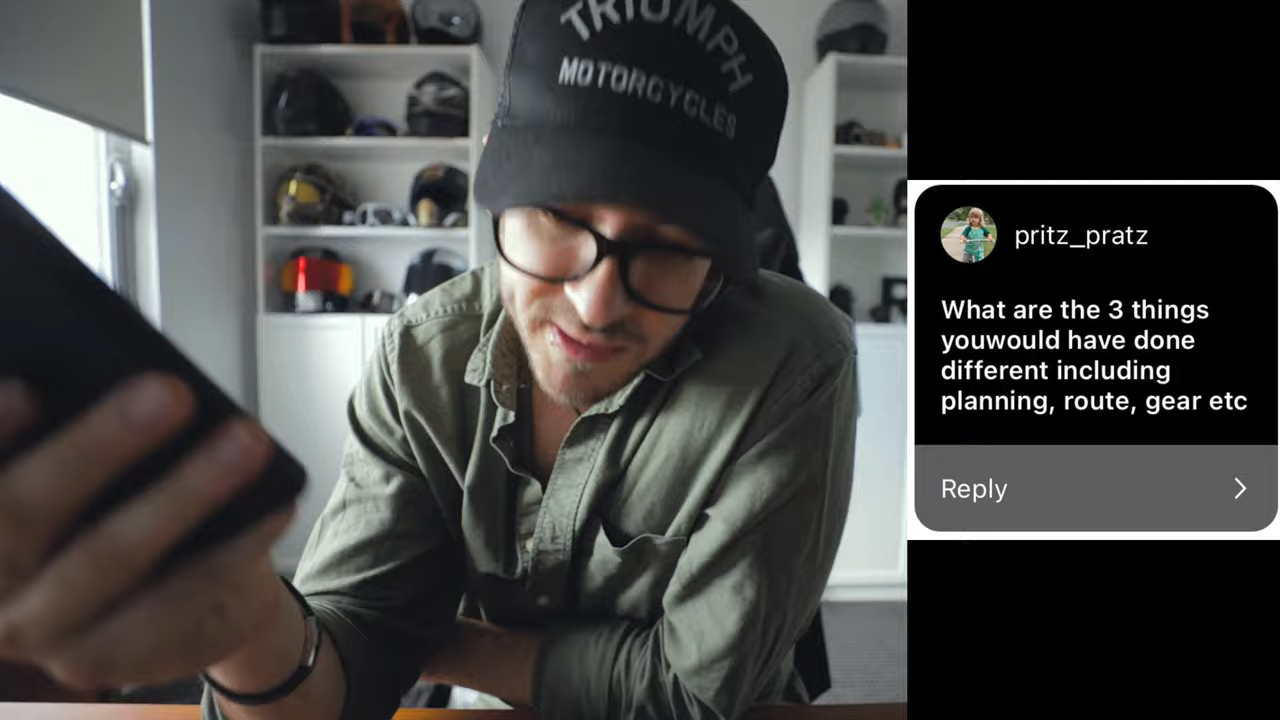 TRIUMPH
MOTORCYCLES
pritz_pratz
What are the 3 things
youwould have done
different including
planning, route, gear etc
Reply